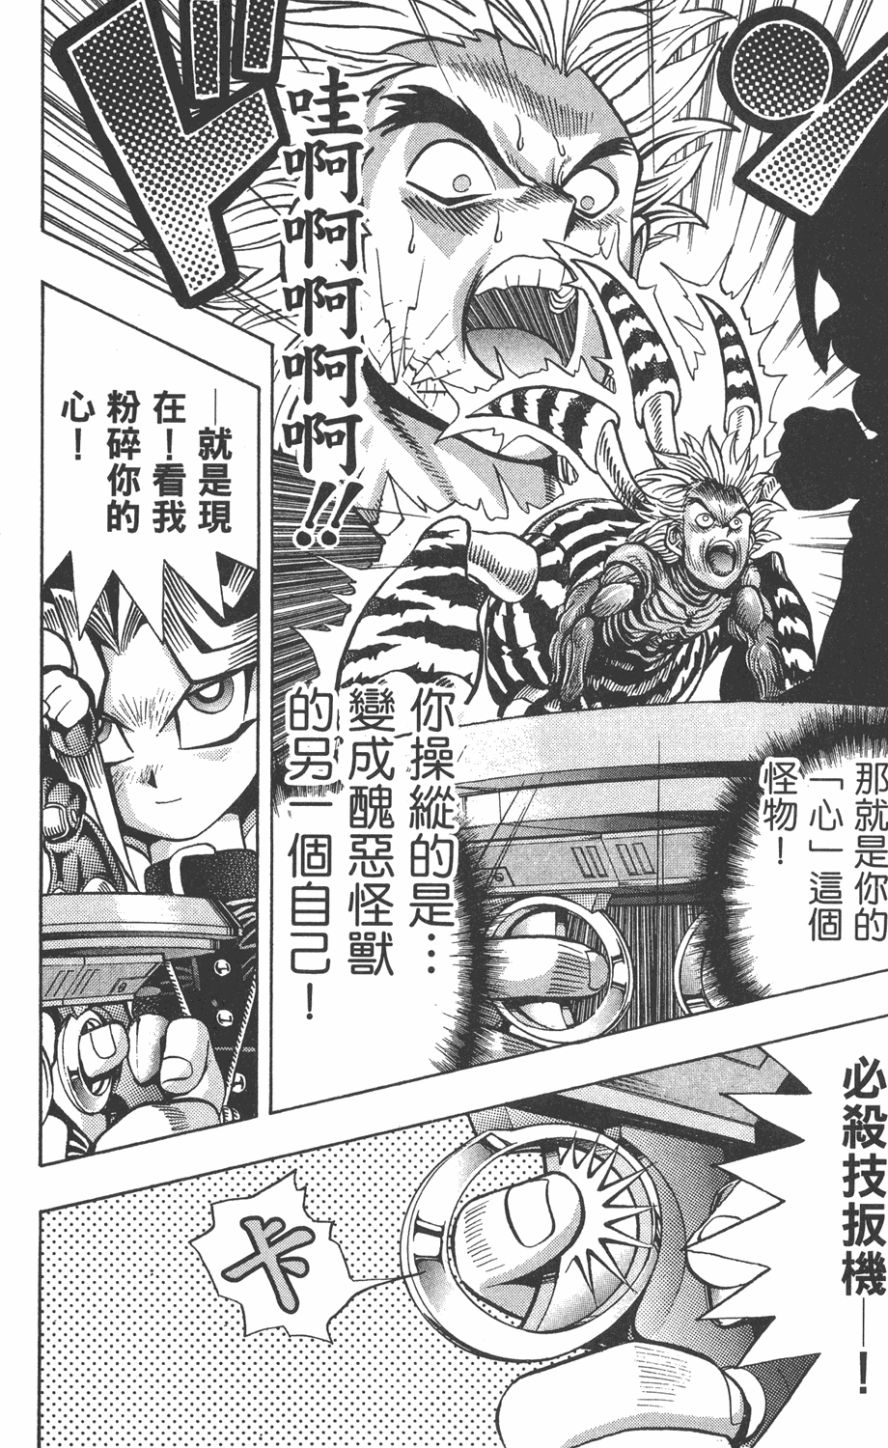 ド
哇啊啊啊啊啊!!
那就是你的
「心」這個
怪物!
你操縱的是…
變成醜惡怪獸
的另一個自己!
─就是現
在!看我
粉碎你的
心!
必殺技扳機─!
卡